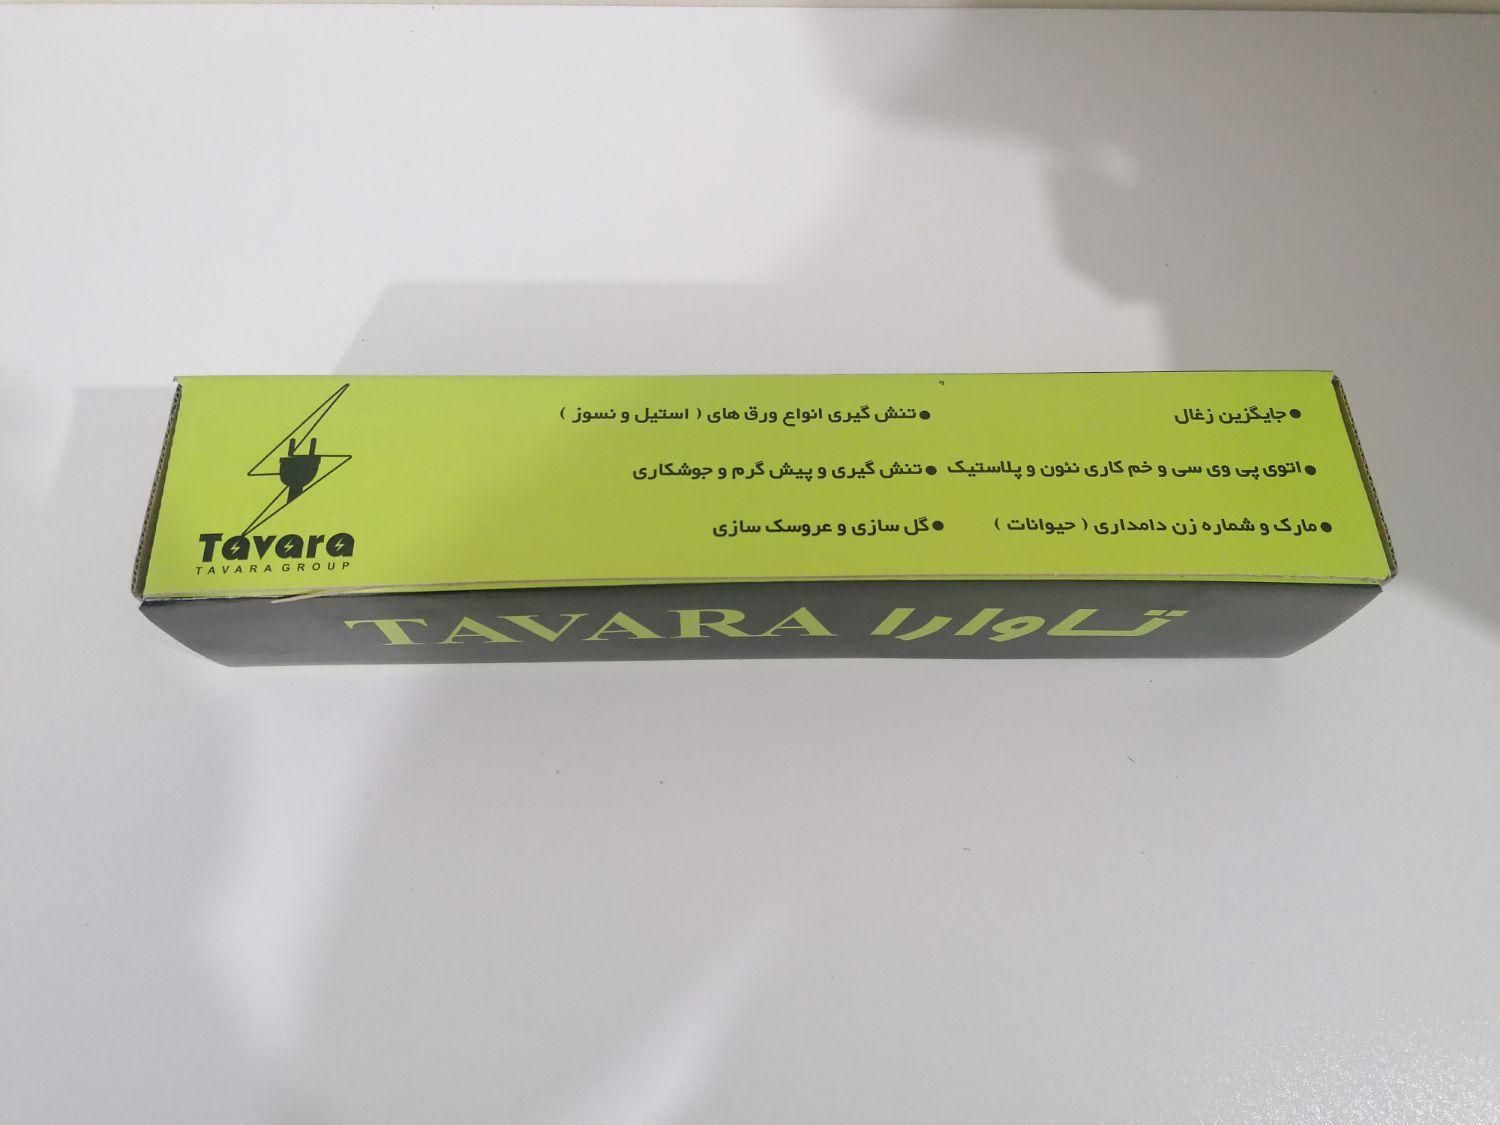 ● جایگزین زغال
● اتوی پی وی سی و خم کاری نئون و پلاستیک
● مارک و شماره زن دامداری ( حیوانات )
● تنش گیری انواع ورق های ( استیل و نسوز )
● تنش گیری و پیش گرم و جوشکاری
● گل سازی و عروسک سازی
Tavara
TAVARA GROUP
TAVARA تاوارا